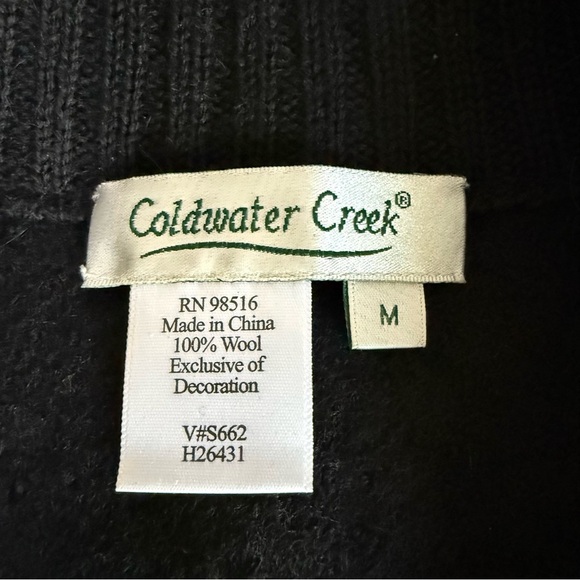 Coldwater Creek®
M
RN 98516
Made in China
100% Wool
Exclusive of
Decoration
V#S662
H26431